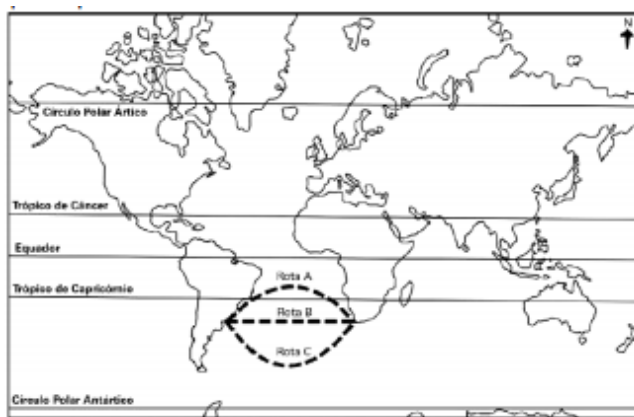 N
Círculo Polar Ártico
Trópico de Câncer
Equador
Rota A
Trópico de Capricórnio
Rota B
Rota C
Círculo Polar Antártico